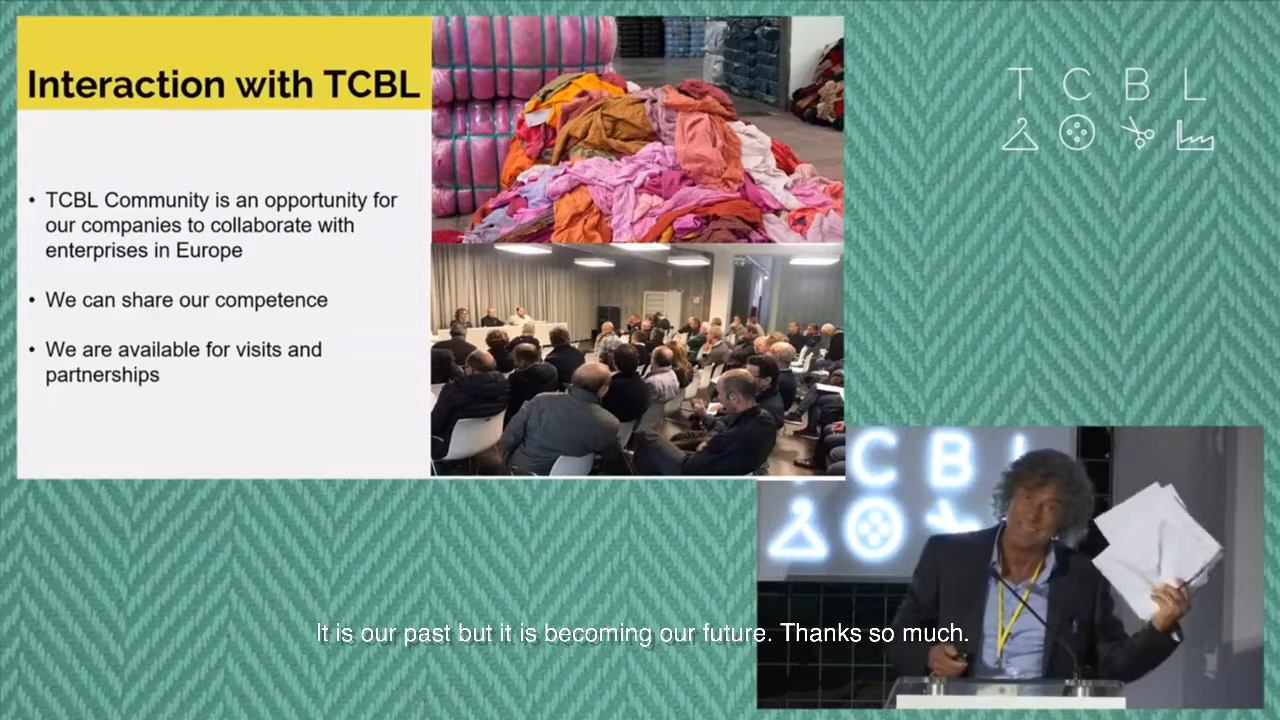 Interaction with TCBL
• TCBL Community is an opportunity for
our companies to collaborate with
enterprises in Europe
• We can share our competence
• We are available for visits and
partnerships
T C B L
C B L
It is our past but it is becoming our future. Thanks so much.